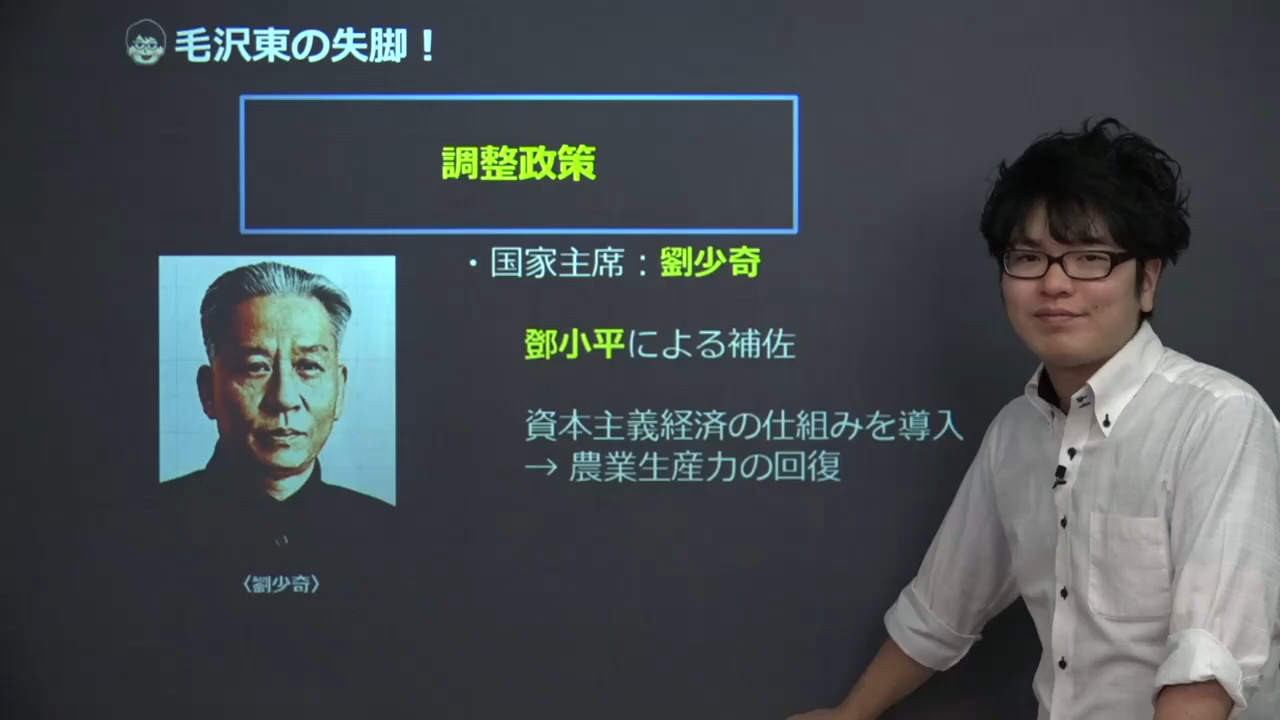 毛沢東の失脚！
調整政策
・国家主席：劉少奇
鄧小平による補佐
資本主義経済の仕組みを導入
→ 農業生産力の回復
〈劉少奇〉